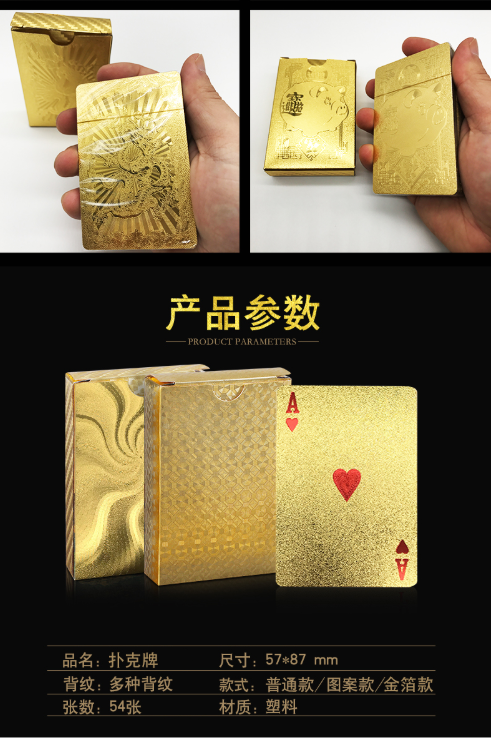 产品参数
PRODUCT PARAMETERS
A
A
品名：扑克牌
尺寸：57*87 mm
背纹：多种背纹
款式：普通款/图案款/金箔款
张数：54张
材质：塑料